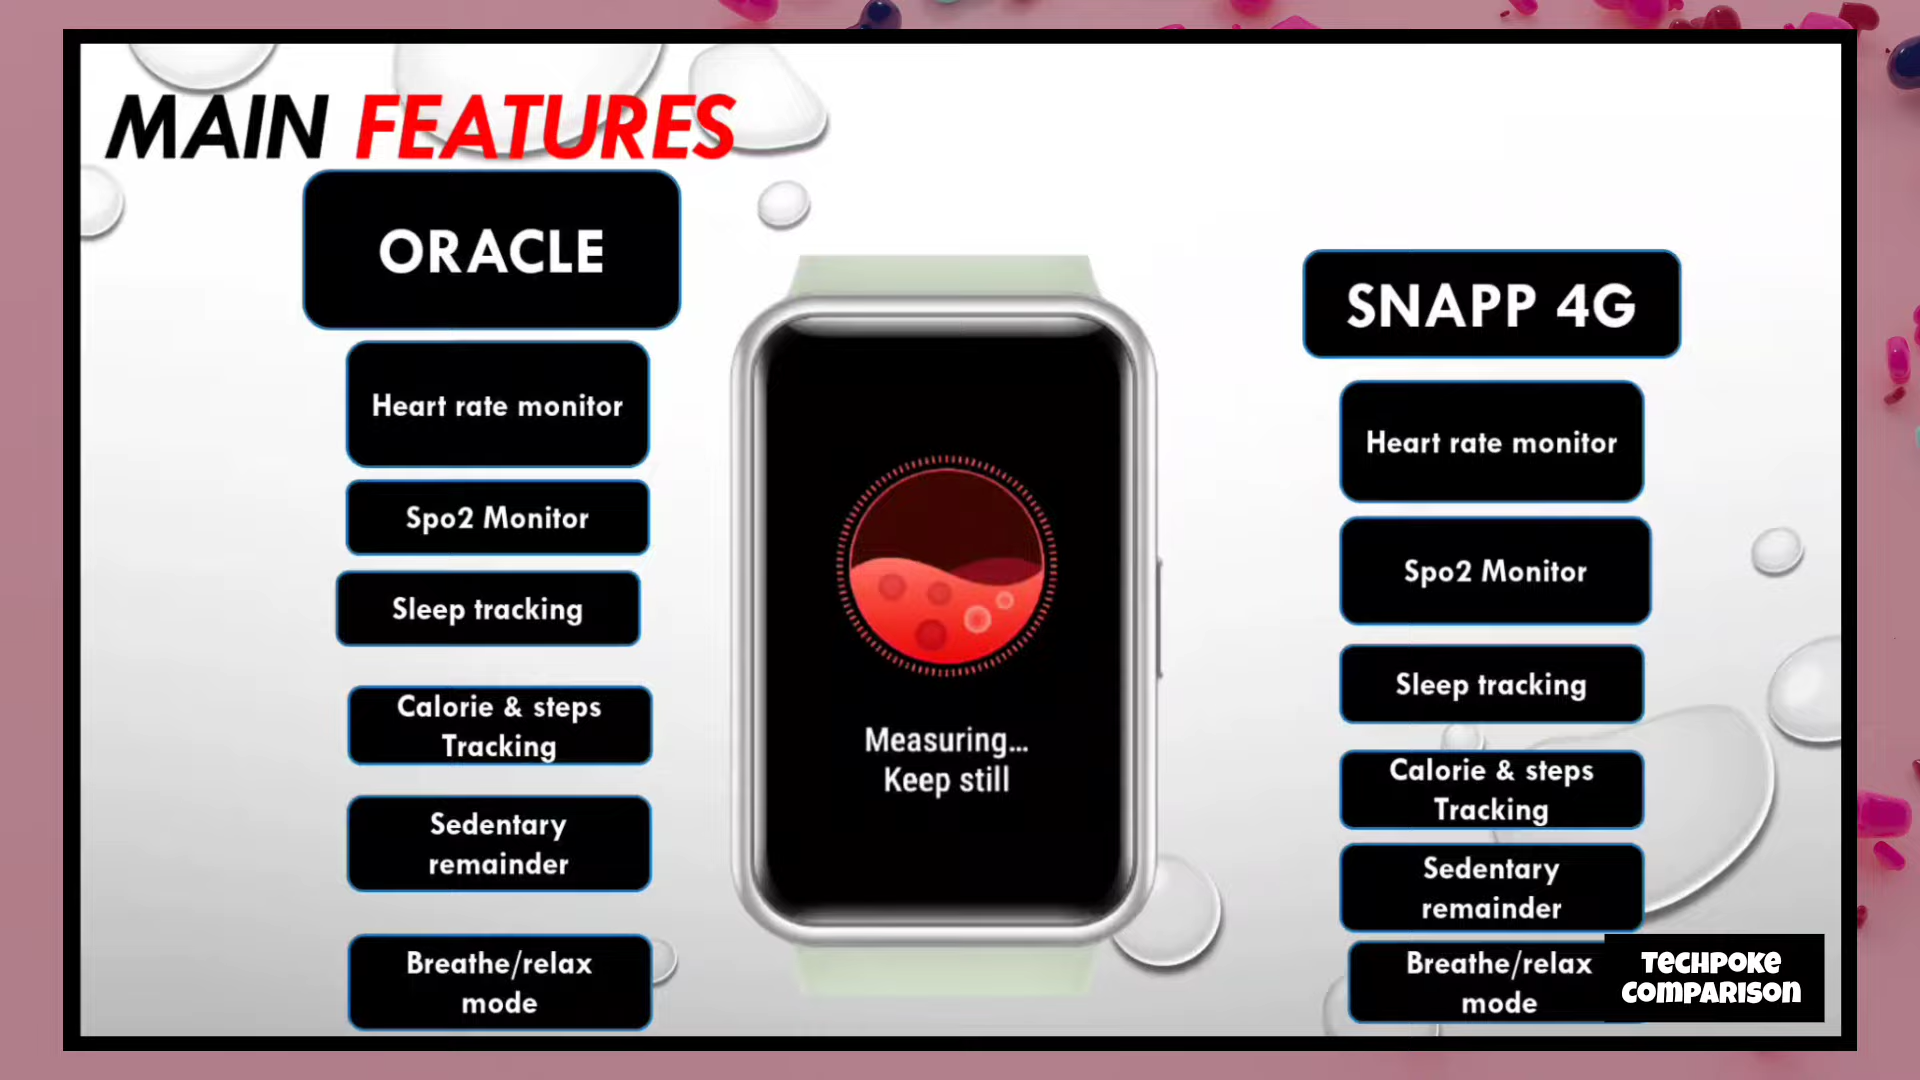 MAIN FEATURES
ORACLE
Heart rate monitor
Spo2 Monitor
Sleep tracking
Calorie & steps
Tracking
Sedentary
remainder
Breathe/relax
mode
Measuring...
Keep still
SNAPP 4G
Heart rate monitor
Spo2 Monitor
Sleep tracking
Calorie & steps
Tracking
Sedentary
remainder
Breathe/relax
mode
TECHPOKE
COMPARISON